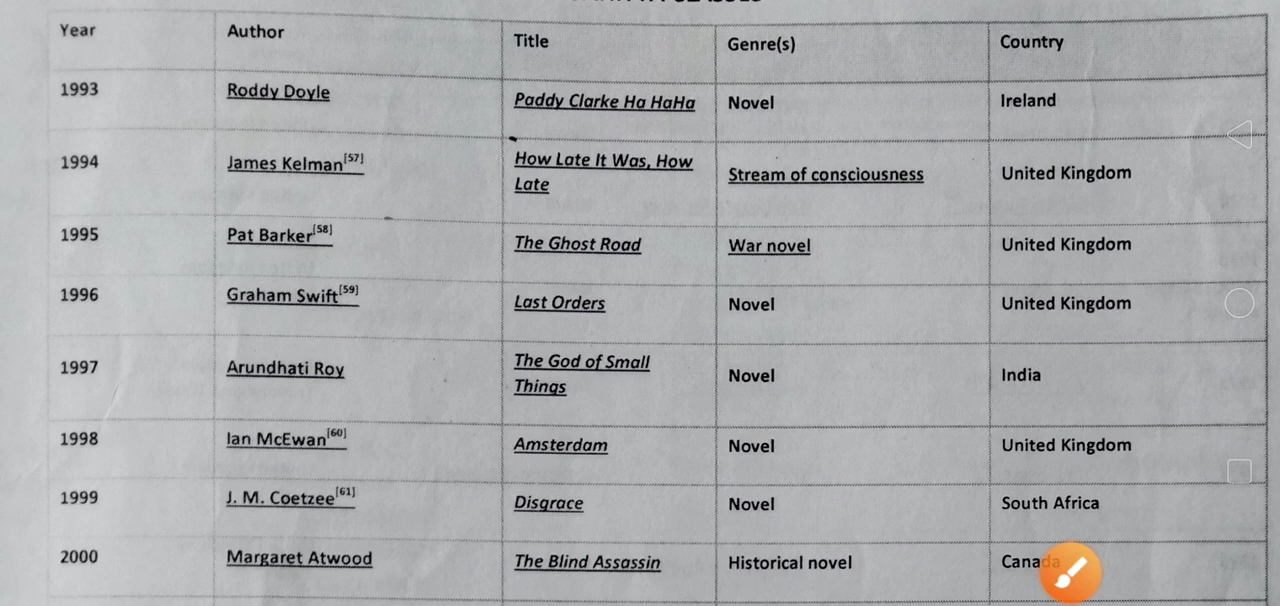 Year Author Title Genre(s) Country
1993 Roddy Doyle Paddy Clarke Ha HaHa Novel Ireland
1994 James Kelman[57] How Late It Was, How Late Stream of consciousness United Kingdom
1995 Pat Barker[58] The Ghost Road War novel United Kingdom
1996 Graham Swift[59] Last Orders Novel United Kingdom
1997 Arundhati Roy The God of Small Things Novel India
1998 Ian McEwan[60] Amsterdam Novel United Kingdom
1999 J. M. Coetzee[61] Disgrace Novel South Africa
2000 Margaret Atwood The Blind Assassin Historical novel Canada